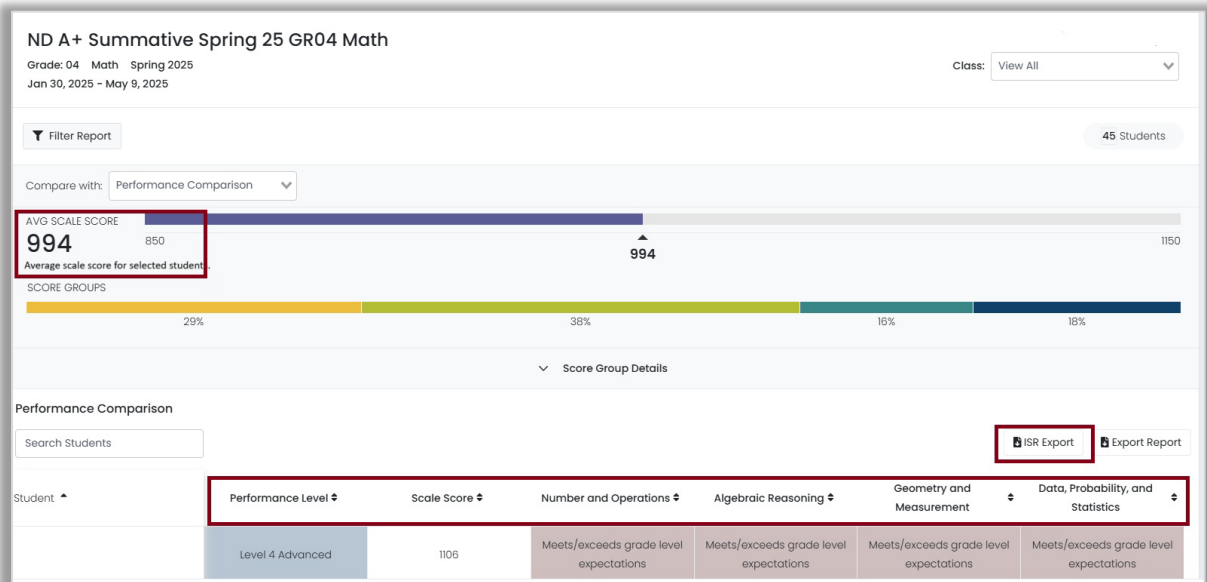 ND A+ Summative Spring 25 GR04 Math
Grade: 04 Math Spring 2025
Jan 30, 2025 - May 9, 2025
Class: View All
Filter Report
45 Students
Compare with: Performance Comparison
AVG SCALE SCORE
994
850
994
1150
Average scale score for selected student..
SCORE GROUPS
29% 38% 16% 18%
Score Group Details
Performance Comparison
Search Students
ISR Export
Export Report
Student
Performance Level
Scale Score
Number and Operations
Algebraic Reasoning
Geometry and
Measurement
Data, Probability, and
Statistics
Level 4 Advanced
1106
Meets/exceeds grade level
expectations
Meets/exceeds grade level
expectations
Meets/exceeds grade level
expectations
Meets/exceeds grade level
expectations